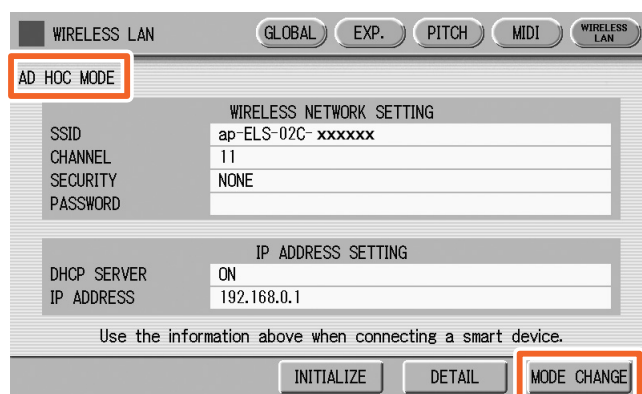 WIRELESS LAN GLOBAL EXP. PITCH MIDI WIRELESS LAN
AD HOC MODE
WIRELESS NETWORK SETTING
SSID ap-ELS-02C-xxxxxx
CHANNEL 11
SECURITY NONE
PASSWORD
IP ADDRESS SETTING
DHCP SERVER ON
IP ADDRESS 192.168.0.1
Use the information above when connecting a smart device.
INITIALIZE DETAIL MODE CHANGE